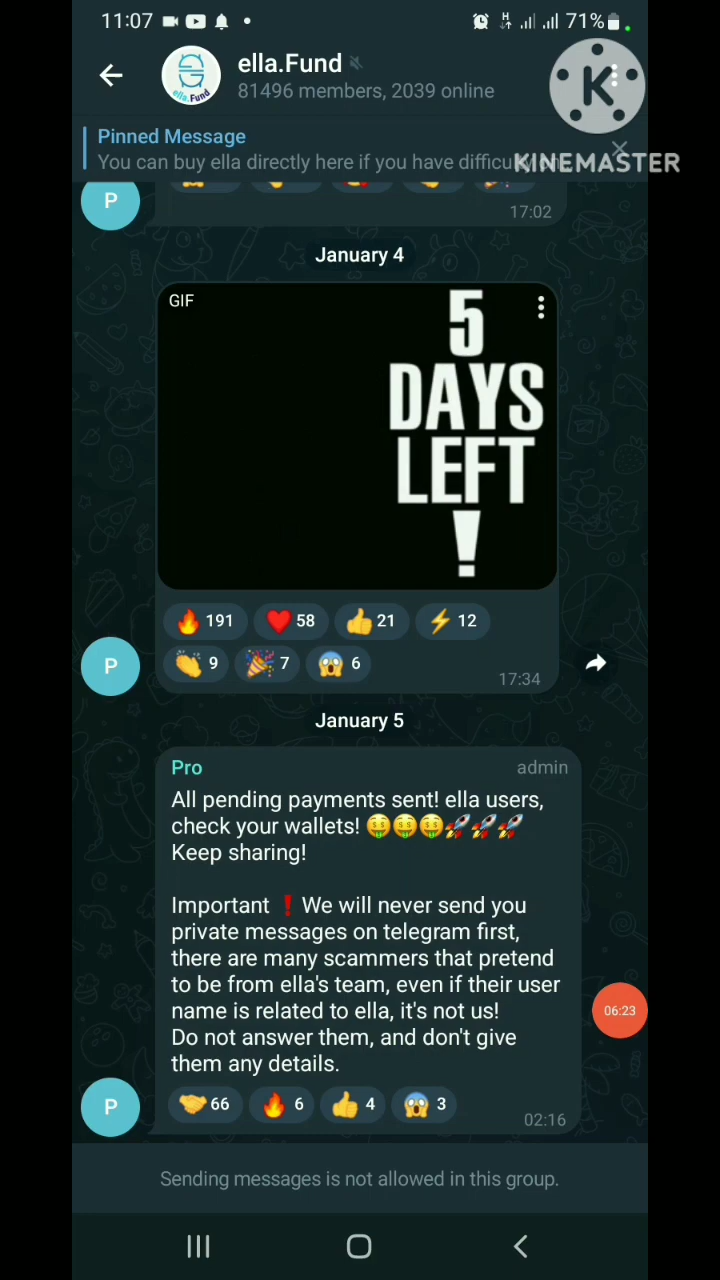 11:07
71%
ella.Fund
81496 members, 2039 online
K
KINEMASTER
Pinned Message
You can buy ella directly here if you have
P
17:02
January 4
GIF
5
DAYS
LEFT
!
🔥 191 ❤️ 58 👍 21 ⚡ 12
P
👏 9 🎉 7 😱 6
17:34
January 5
Pro admin
All pending payments sent! ella users,
check your wallets! 🤑🤑🤑🚀🚀🚀
Keep sharing!
Important ❗ We will never send you
private messages on telegram first,
there are many scammers that pretend
to be from ella's team, even if their user
name is related to ella, it's not us!
Do not answer them, and don't give
them any details.
06:23
P
🤝 66 🔥 6 👍 4 😱 3
02:16
Sending messages is not allowed in this group.